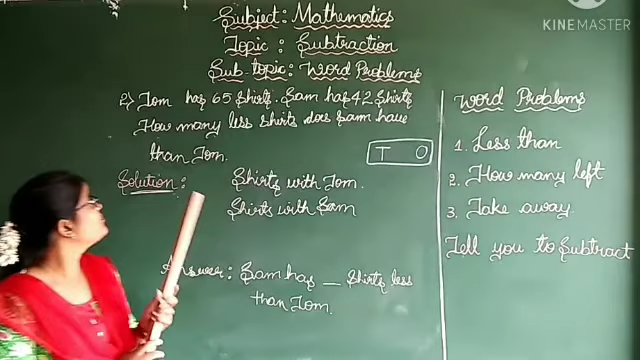 Subject: Mathematics
Topic: Subtraction
Sub-topic: Word Problems
2) Tom has 65 Shirts. Sam has 42 Shirts
How many less shirts does Sam have
than Tom.
T O
Solution: Shirts with Tom.
Shirts with Sam
Answer: Sam has _ Shirts less
than Tom.
Word Problems
1. Less than
2. How many left
3. Take away
Tell you to Subtract
KINEMASTER